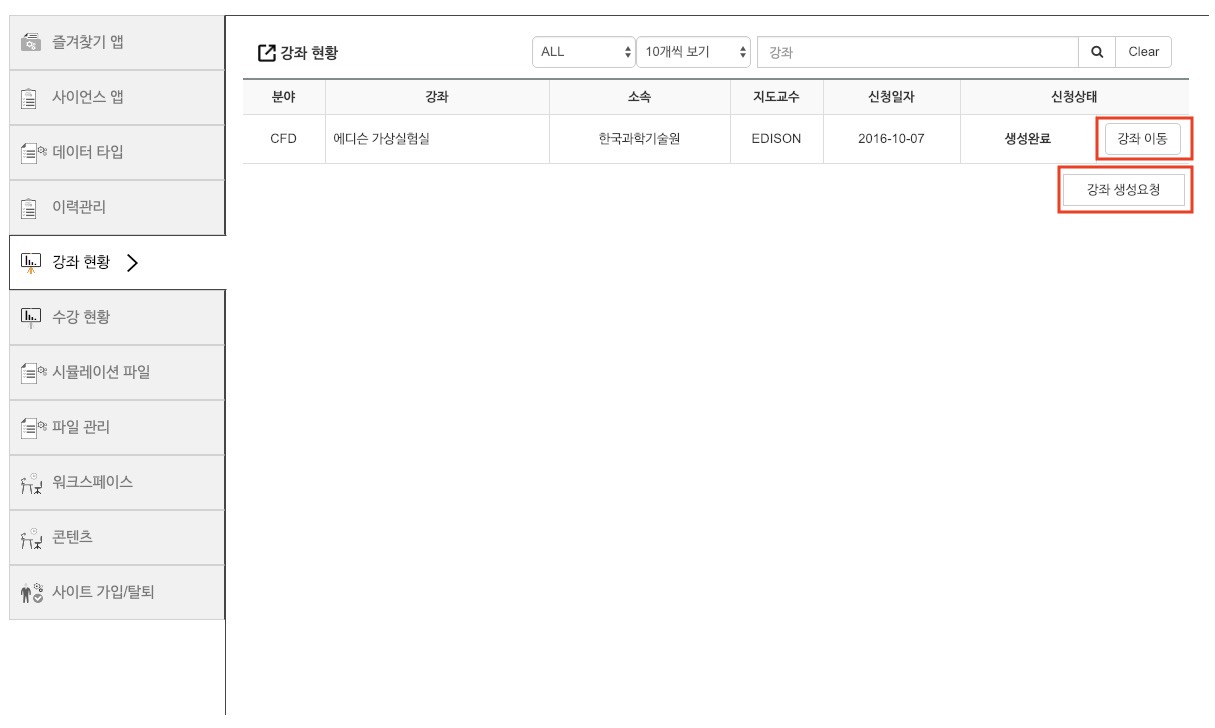 즐겨찾기 앱
사이언스 앱
데이터 타입
이력관리
강좌 현황
수강 현황
시뮬레이션 파일
파일 관리
워크스페이스
콘텐츠
사이트 가입/탈퇴
강좌 현황 ALL 10개씩 보기 강좌 Clear
분야 강좌 소속 지도교수 신청일자 신청상태
CFD 에디슨 가상실험실 한국과학기술원 EDISON 2016-10-07 생성완료 강좌 이동
강좌 생성요청